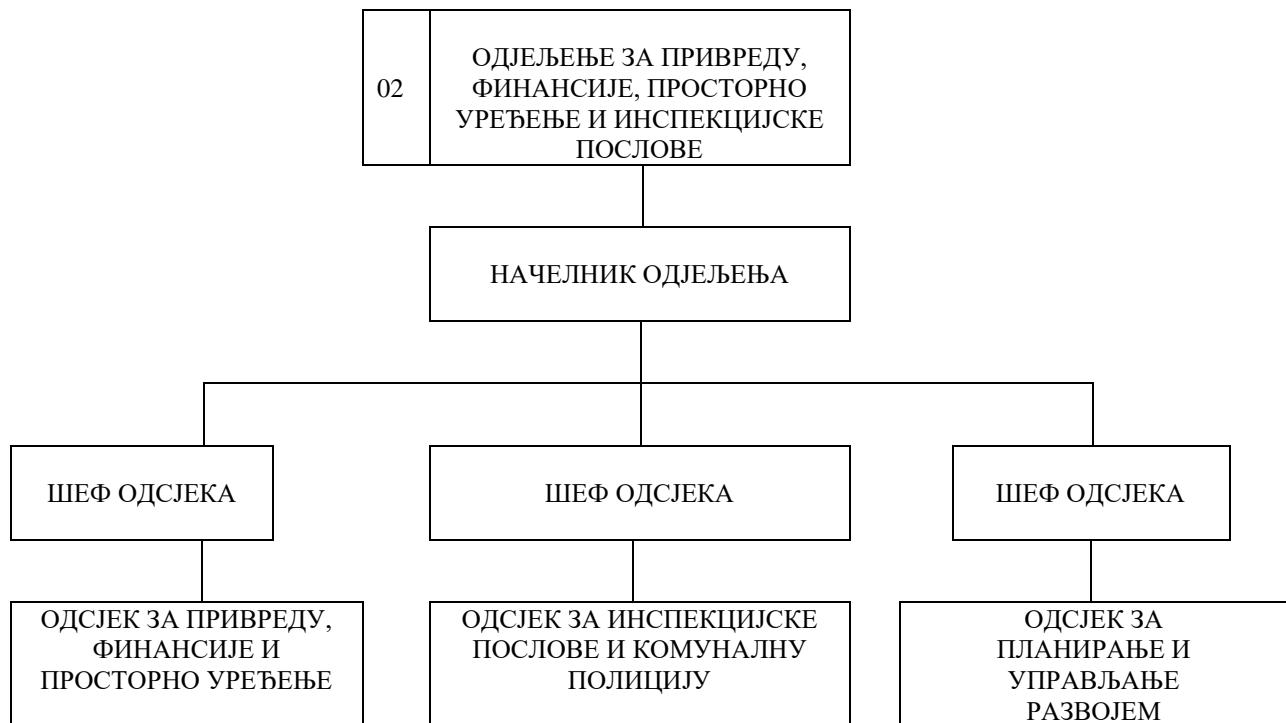 02
ОДЈЕЉЕЊЕ ЗА ПРИВРЕДУ,
ФИНАНСИЈЕ, ПРОСТОРНО
УРЕЂЕЊЕ И ИНСПЕКЦИЈСКЕ
ПОСЛОВЕ
НАЧЕЛНИК ОДЈЕЉЕЊА
ШЕФ ОДСЈЕКА
ШЕФ ОДСЈЕКА
ШЕФ ОДСЈЕКА
ОДСЈЕК ЗА ПРИВРЕДУ,
ФИНАНСИЈЕ И
ПРОСТОРНО УРЕЂЕЊЕ
ОДСЈЕК ЗА ИНСПЕКЦИЈСКЕ
ПОСЛОВЕ И КОМУНАЛНУ
ПОЛИЦИЈУ
ОДСЈЕК ЗА
ПЛАНИРАЊЕ И
УПРАВЉАЊЕ
РАЗВОЈЕМ